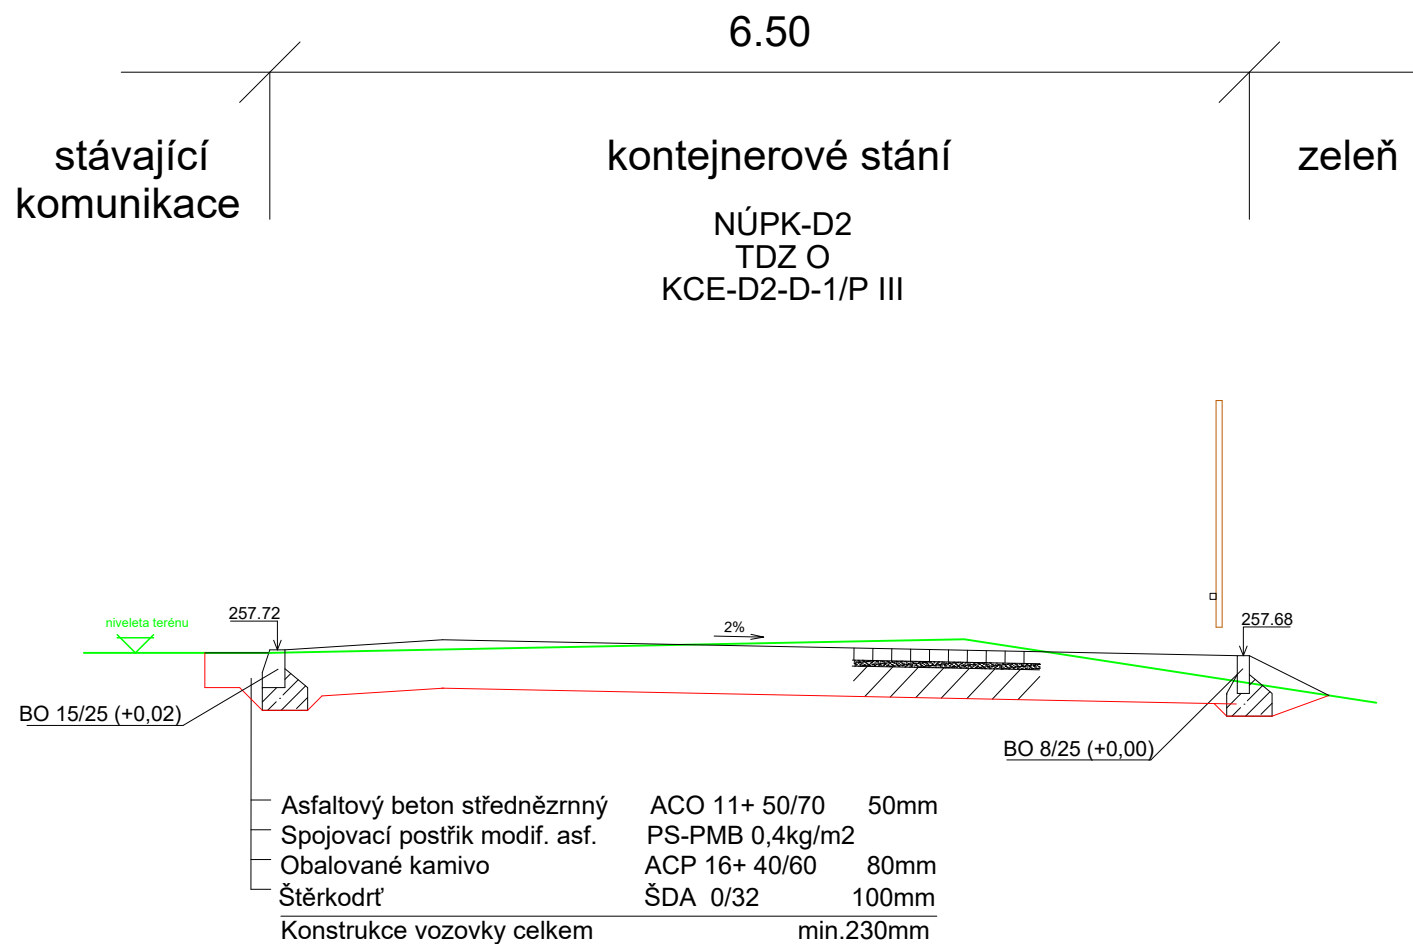 6.50
stávající
komunikace
kontejnerové stání
zeleň
NÚPK-D2
TDZ O
KCE-D2-D-1/P III
niveleta terénu
257.72
2%
257.68
BO 15/25 (+0,02)
BO 8/25 (+0,00)
Asfaltový beton střednězrnný ACO 11+ 50/70 50mm
Spojovací postřik modif. asf. PS-PMB 0,4kg/m2
Obalované kamivo ACP 16+ 40/60 80mm
Štěrkodrť ŠDA 0/32 100mm
Konstrukce vozovky celkem min.230mm